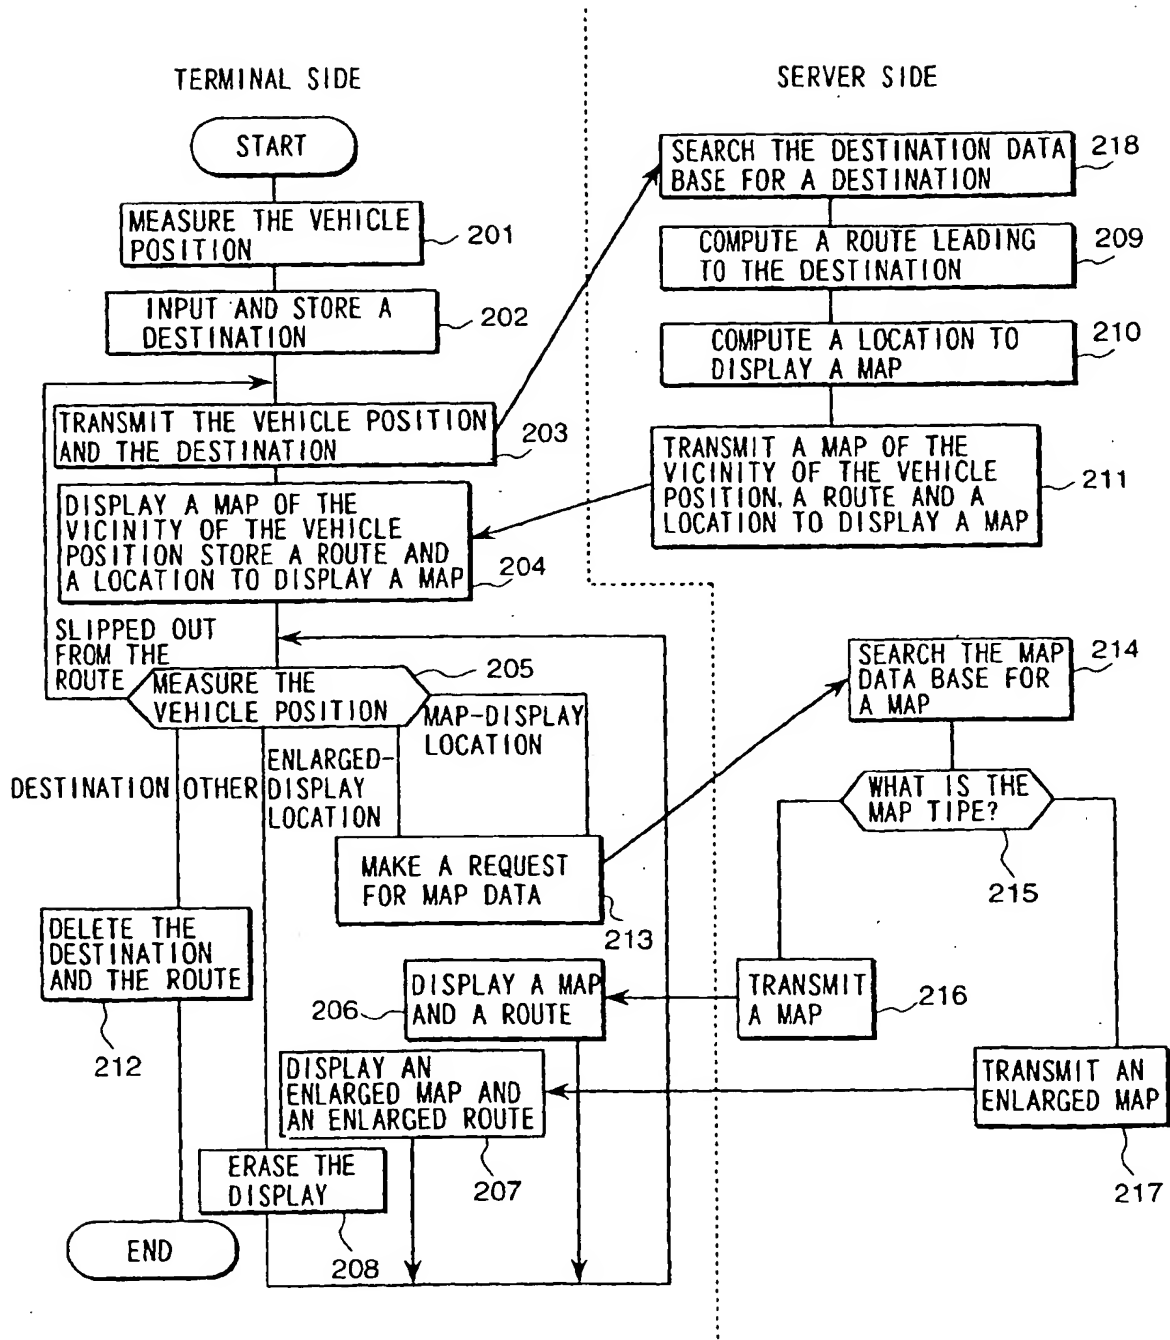 TERMINAL SIDE
START
MEASURE THE VEHICLE
POSITION
201
INPUT AND STORE A
DESTINATION
202
TRANSMIT THE VEHICLE POSITION
AND THE DESTINATION
203
DISPLAY A MAP OF THE
VICINITY OF THE VEHICLE
POSITION STORE A ROUTE AND
A LOCATION TO DISPLAY A MAP
204
SLIPPED OUT
FROM THE
ROUTE
MEASURE THE
VEHICLE POSITION
205
MAP-DISPLAY
LOCATION
DESTINATION
OTHER
ENLARGED-
DISPLAY
LOCATION
MAKE A REQUEST
FOR MAP DATA
213
DELETE THE
DESTINATION
AND THE ROUTE
212
DISPLAY A MAP
AND A ROUTE
206
DISPLAY AN
ENLARGED MAP AND
AN ENLARGED ROUTE
207
ERASE THE
DISPLAY
208
END
SERVER SIDE
SEARCH THE DESTINATION DATA
BASE FOR A DESTINATION
218
COMPUTE A ROUTE LEADING
TO THE DESTINATION
209
COMPUTE A LOCATION TO
DISPLAY A MAP
210
TRANSMIT A MAP OF THE
VICINITY OF THE VEHICLE
POSITION, A ROUTE AND A
LOCATION TO DISPLAY A MAP
211
SEARCH THE MAP
DATA BASE FOR
A MAP
214
WHAT IS THE
MAP TIPE?
215
TRANSMIT
A MAP
216
TRANSMIT AN
ENLARGED MAP
217